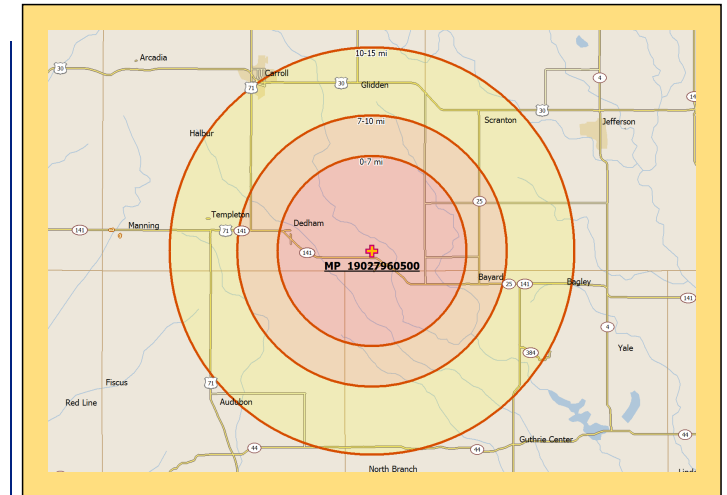 10-15 mi
Arcadia
30
Carroll
71
30
Glidden
4
14
7-10 mi
30
Scranton
Jefferson
Halbur
0-7 mi
25
Templeton
Dedham
141
Manning
71 141
141
MP_19027960500
Bayard
25 141
Bagley
141
4
384
Yale
Fiscus
71
Red Line
Audubon
Guthrie Center
44
44
44
North Branch